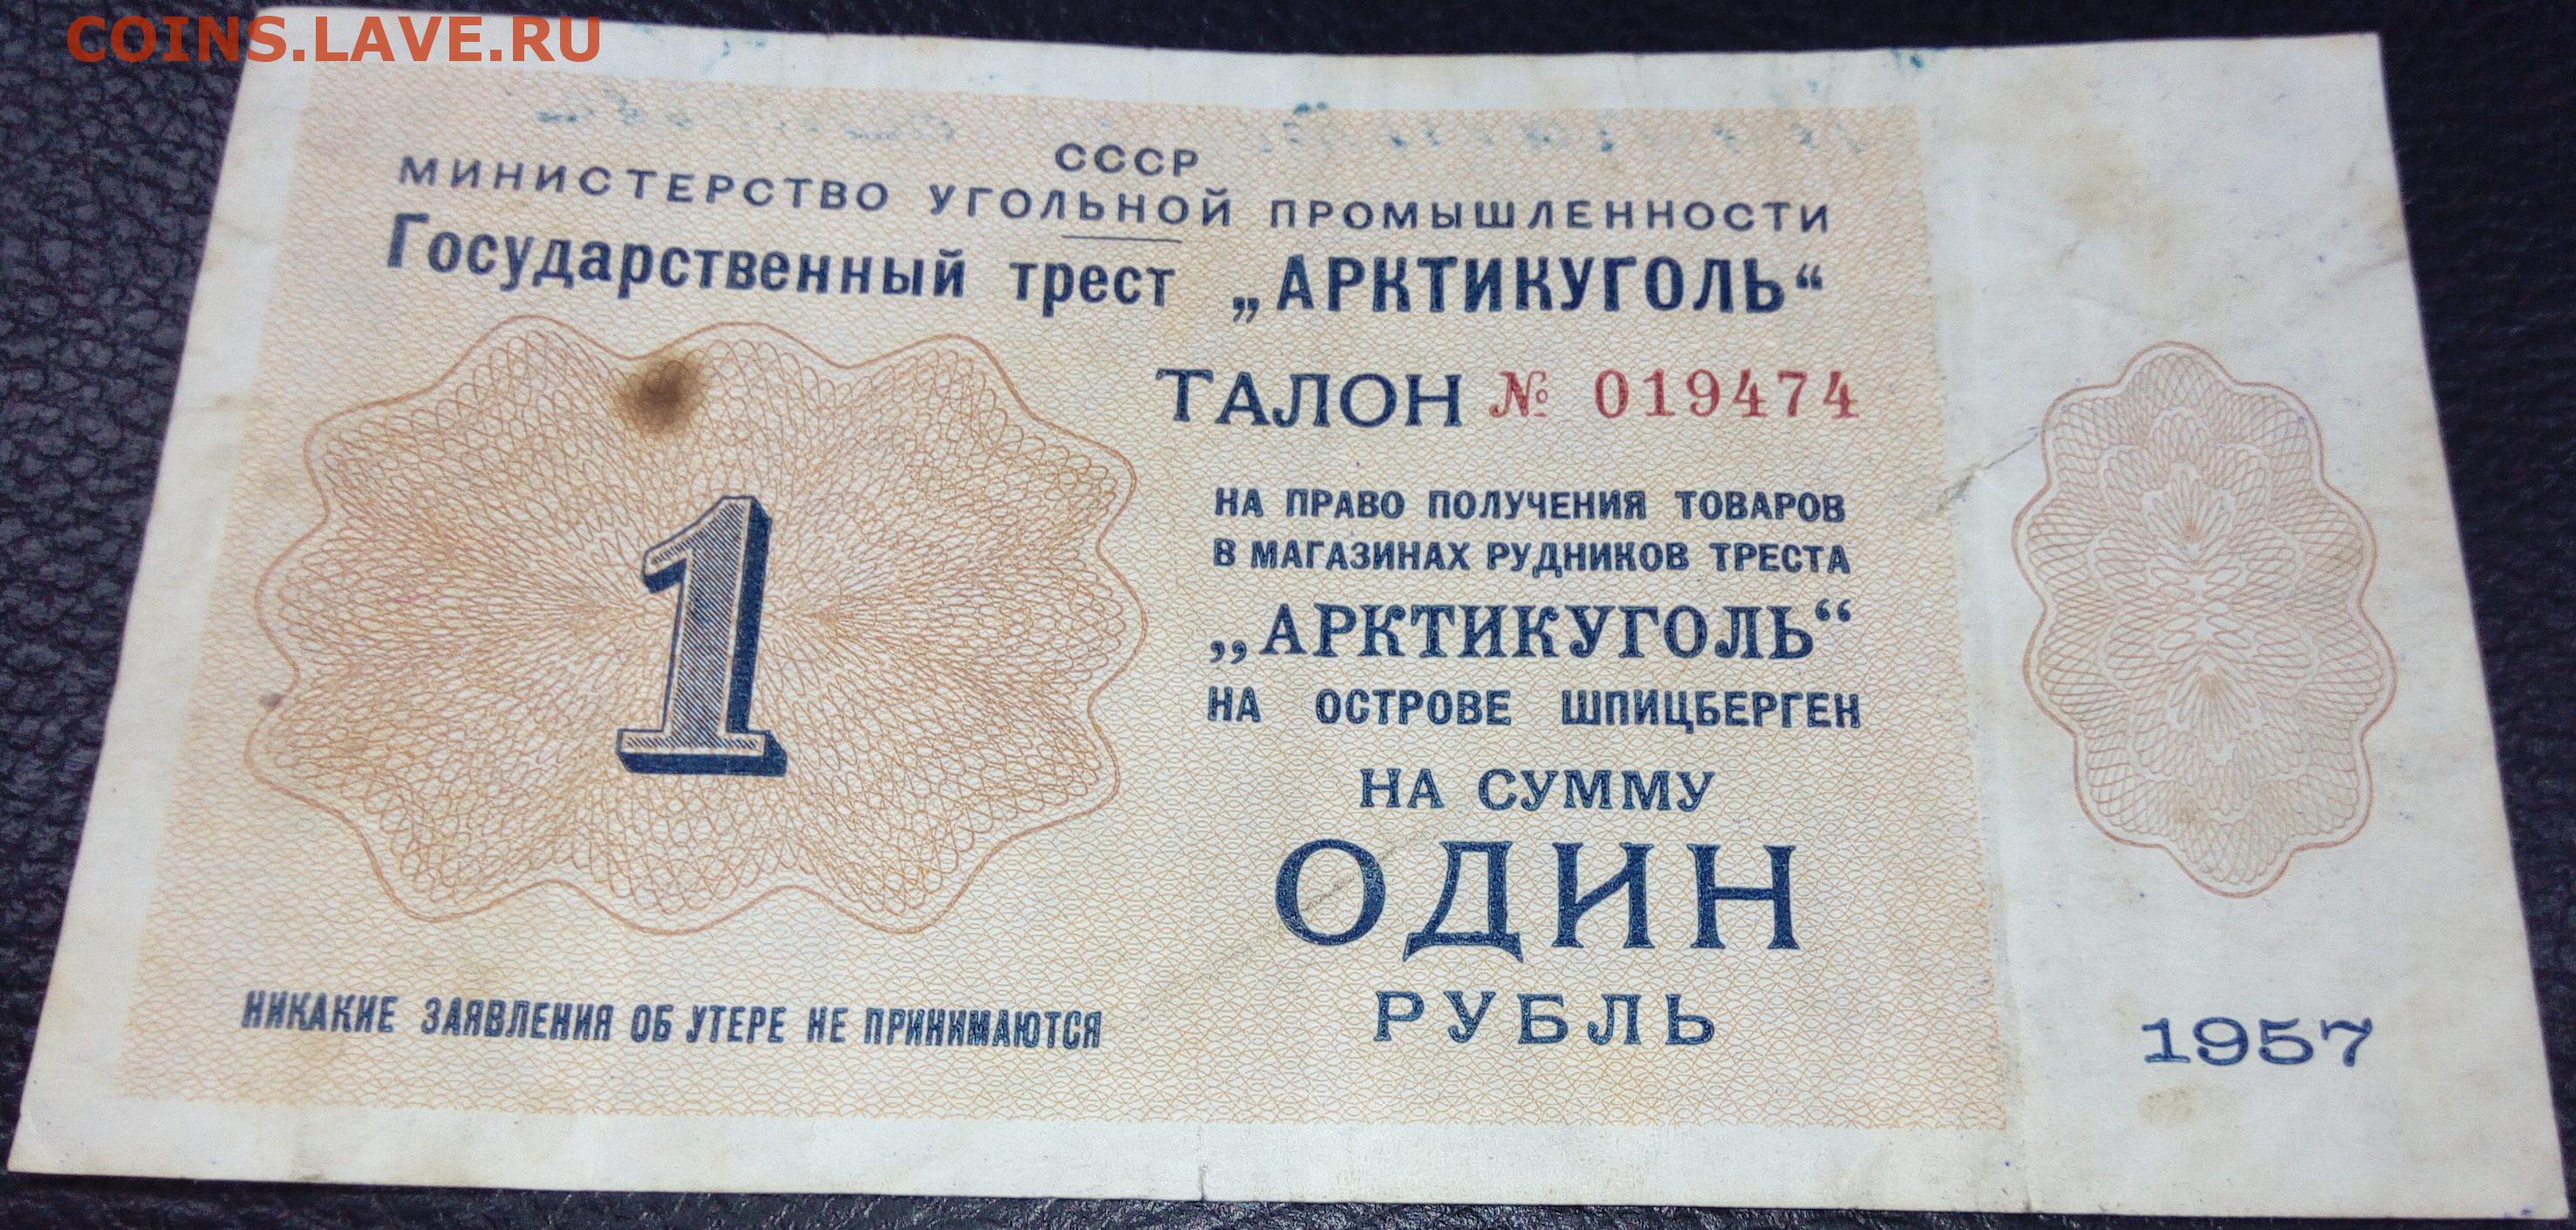 COINS.LAVE.RU
СССР
МИНИСТЕРСТВО УГОЛЬНОЙ ПРОМЫШЛЕННОСТИ
Государственный трест „АРКТИКУГОЛЬ“
ТАЛОН № 019474
НА ПРАВО ПОЛУЧЕНИЯ ТОВАРОВ
В МАГАЗИНАХ РУДНИКОВ ТРЕСТА
„АРКТИКУГОЛЬ“
НА ОСТРОВЕ ШПИЦБЕРГЕН
НА СУММУ
ОДИН
РУБЛЬ
1
НИКАКИЕ ЗАЯВЛЕНИЯ ОБ УТЕРЕ НЕ ПРИНИМАЮТСЯ
1957